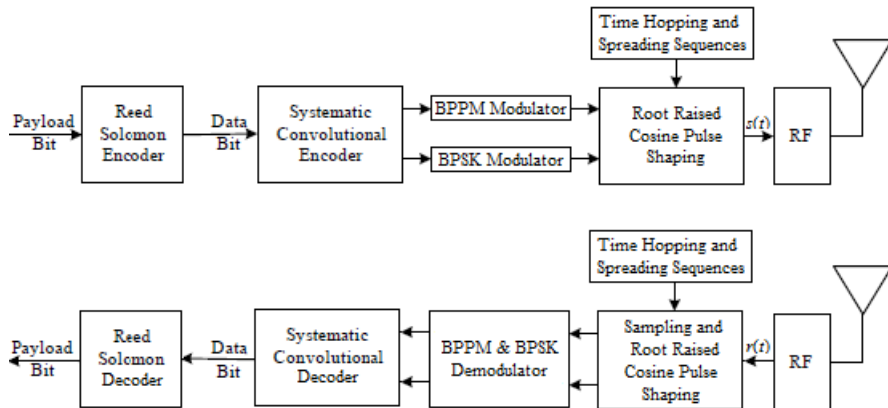 Time Hopping and
Spreading Sequences
Payload
Bit
Reed
Solomon
Encoder
Data
Bit
Systematic
Convolutional
Encoder
BPPM Modulator
BPSK Modulator
Root Raised
Cosine Pulse
Shaping
s(t)
RF
Time Hopping and
Spreading Sequences
Payload
Bit
Reed
Solomon
Decoder
Data
Bit
Systematic
Convolutional
Decoder
BPPM & BPSK
Demodulator
Sampling and
Root Raised
Cosine Pulse
Shaping
r(t)
RF